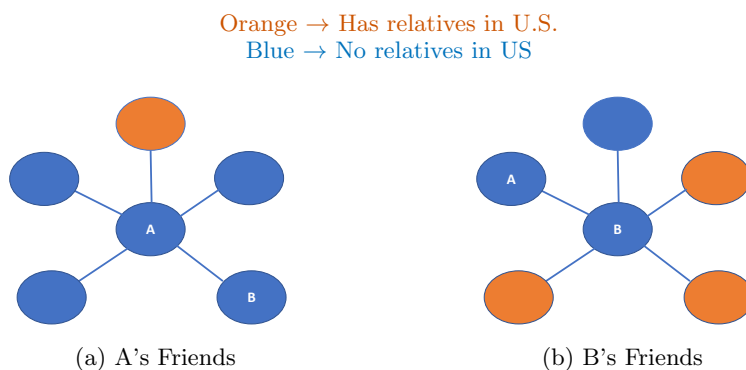 Orange → Has relatives in U.S.
Blue → No relatives in US
A
B
(a) A's Friends
A
B
(b) B's Friends